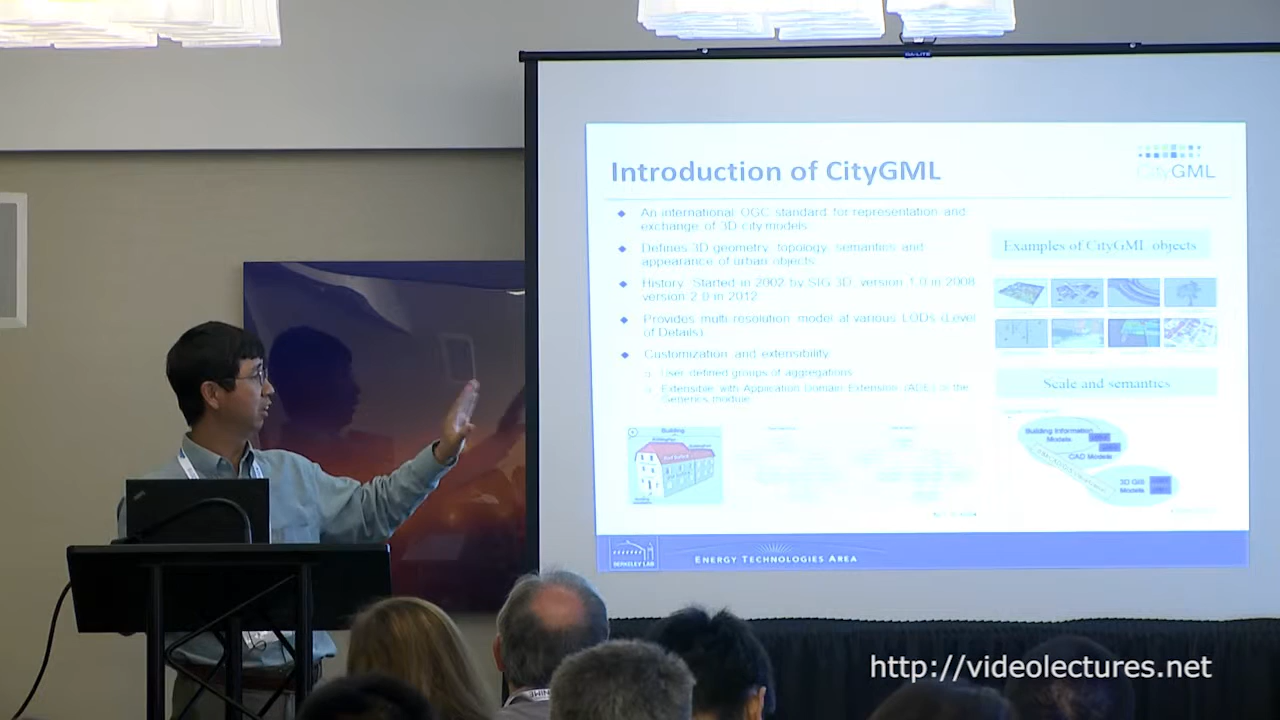 Introduction of CityGML
CityGML
An international OGC standard for representation and
exchange of 3D city models
Defines 3D geometry, topology, semantics and
appearance of urban objects
History: Started in 2002 by SIG 3D, version 1.0 in 2008,
version 2.0 in 2012
Provides multi-resolution model at various LODs (Level
of Details)
Customization and extensibility
User defined groups of aggregations
Extensible with Application Domain Extension (ADE) or the
Generics module
Examples of CityGML objects
Scale and semantics
Building
Building Information
Models
CAD Models
3D GIS
Models
BERKELEY LAB
ENERGY TECHNOLOGIES AREA
http://videolectures.net